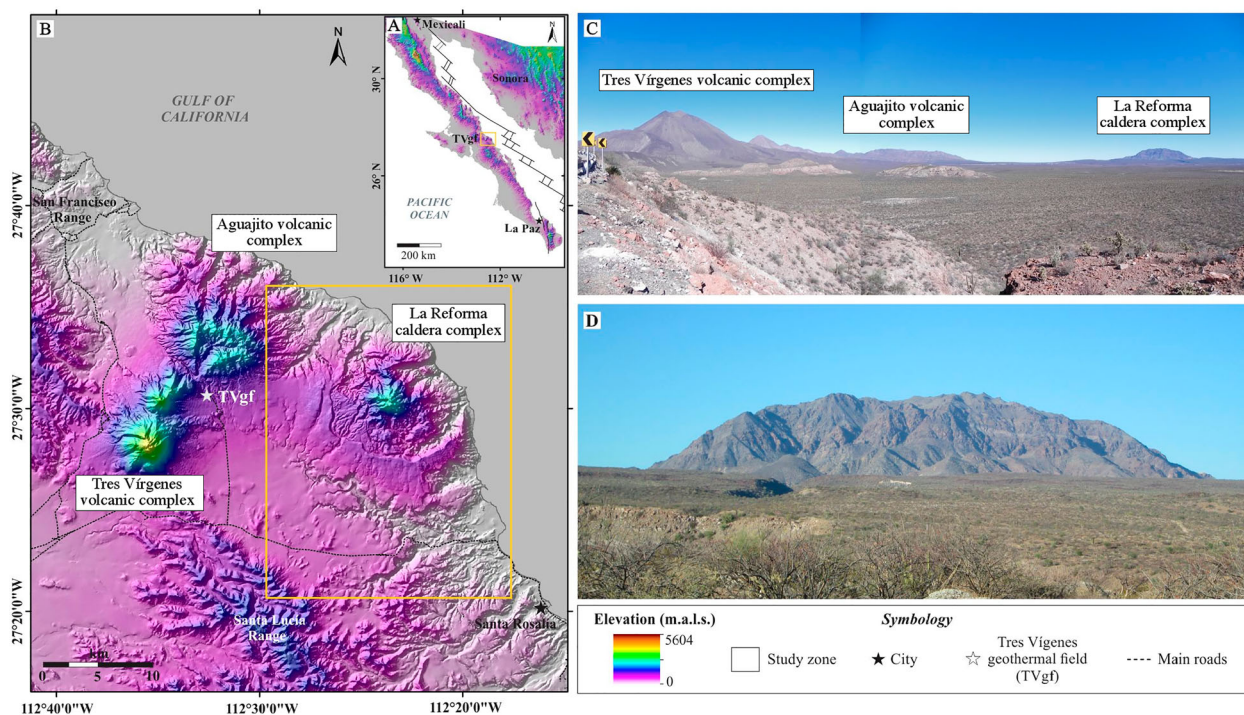 B
N
GULF OF
CALIFORNIA
San Francisco
Range
Aguajito volcanic
complex
La Reforma
caldera complex
TVgf
Tres Vírgenes
volcanic complex
Santa Lucia
Range
Santa Rosalia
km
0 5 10
27°40'0"N
27°30'0"N
27°20'0"N
112°40'0"W
112°30'0"W
112°20'0"W
A
N
Mexicali
Sonora
30° N
TVgf
26° N
PACIFIC
OCEAN
La Paz
200 km
116° W
112° W
C
Tres Vírgenes volcanic complex
Aguajito volcanic
complex
La Reforma
caldera complex
D
Elevation (m.a.l.s.)
5604
0
Symbology
Study zone
City
Tres Vígenes
geothermal field
(TVgf)
Main roads